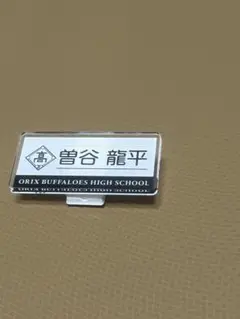 高 曽谷 龍平
ORIX BUFFALOES HIGH SCHOOL